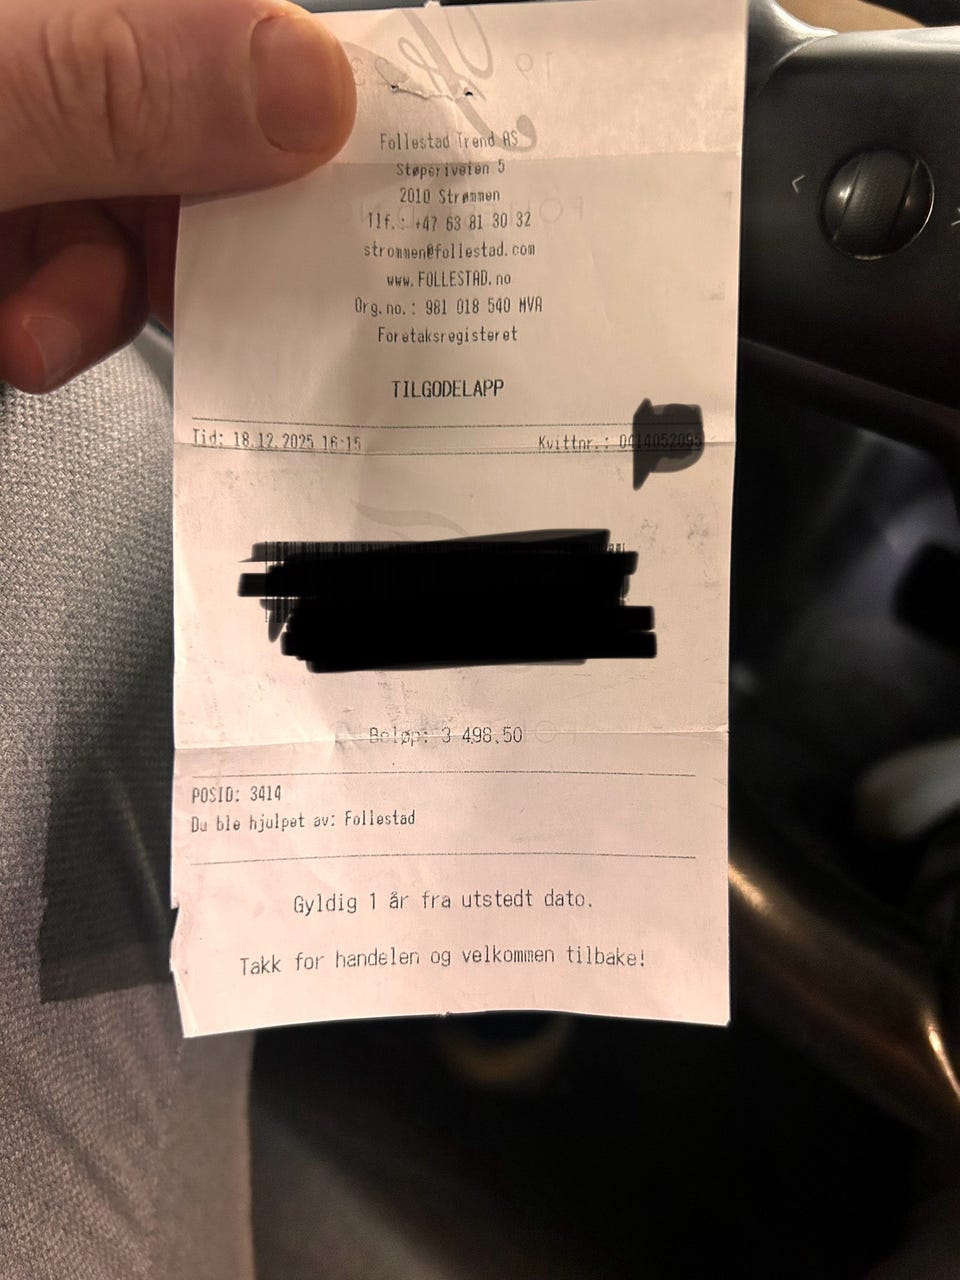 Follestad Trend AS
Støperiveien 5
2010 Strømmen
Tlf.: +47 63 81 30 32
strommen@follestad.com
www.FOLLESTAD.no
Org.no.: 981 018 540 MVA
Foretaksregisteret
TILGODELAPP
Tid: 18.12.2025 16:15 Kvittnr.:
Beløp: 3 498,50
POSID: 3414
Du ble hjulpet av: Follestad
Gyldig 1 år fra utstedt dato.
Takk for handelen og velkommen tilbake!